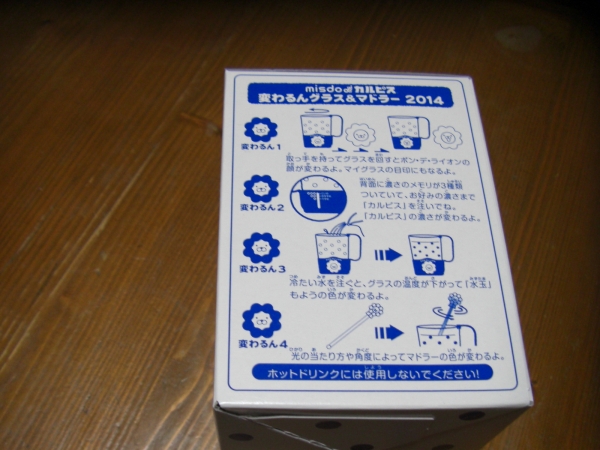 misdo カルピス
変わるんグラス&マドラー 2014
変わるん1
取っ手を持ってグラスを回すとポン・デ・ライオンの
顔が変わるよ。マイグラスの目印にもなるよ。
変わるん2
背面に濃さのメモリが3種類
ついていて、お好みの濃さまで
「カルピス」を注いでね。
「カルピス」の濃さが変わるよ。
変わるん3
冷たい水を注ぐと、グラスの温度が下がって「水玉」
もようの色が変わるよ。
変わるん4
光の当たり方や角度によってマドラーの色が変わるよ。
ホットドリンクには使用しないでください!